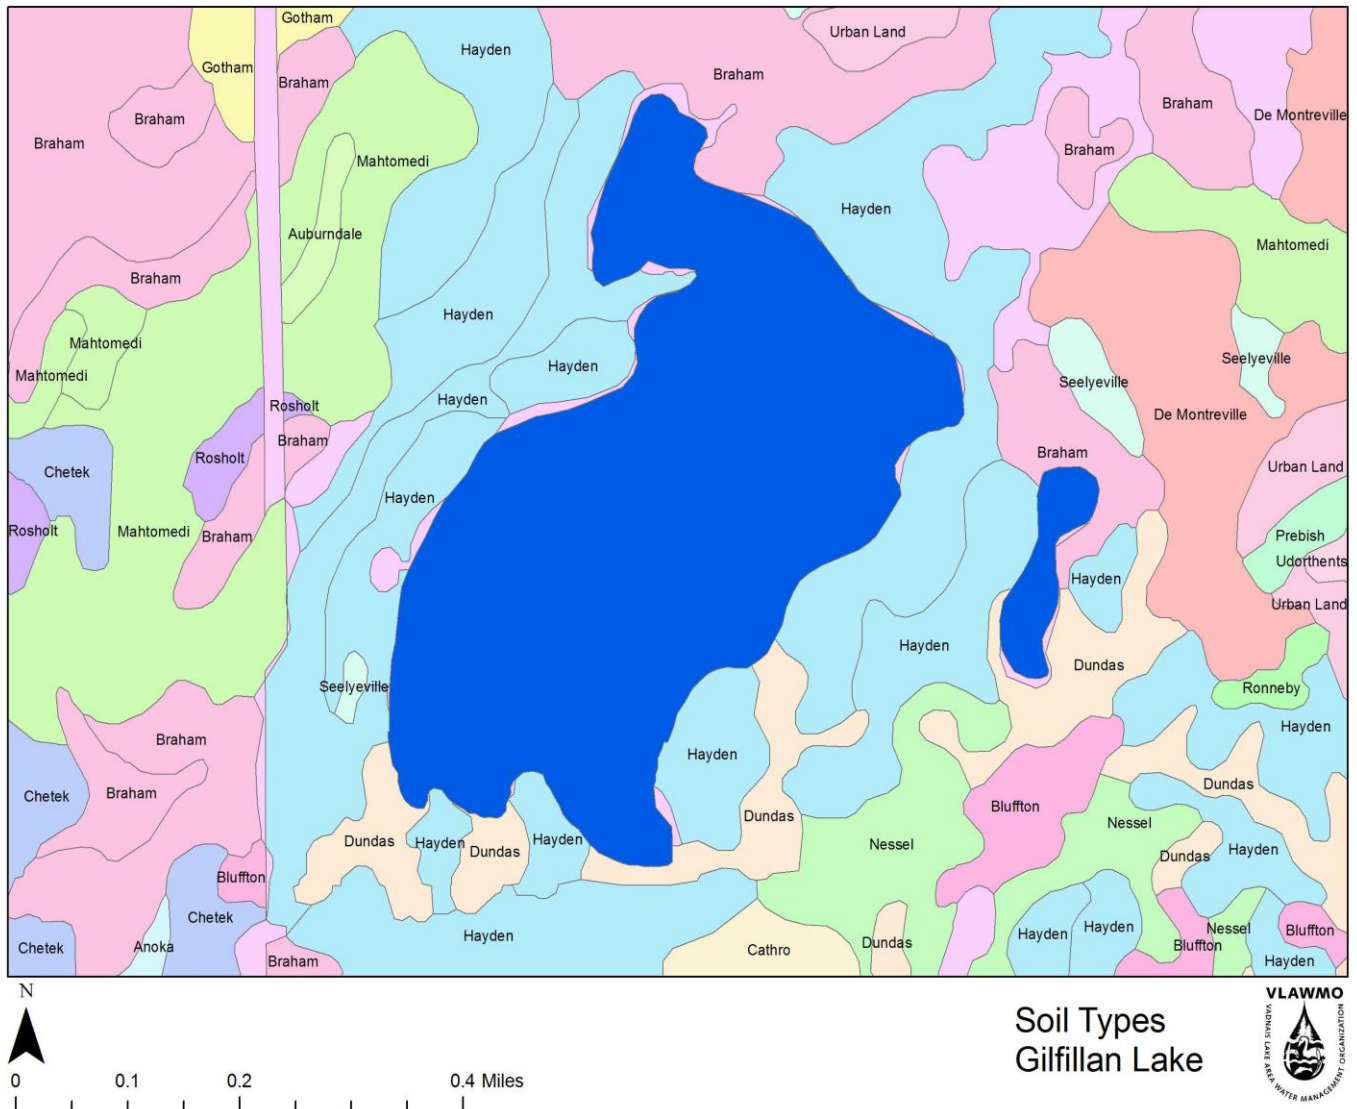 Gotham
Urban Land
Hayden
Gotham
Braham
Braham
Braham
De Montreville
Braham
Braham
Braham
Braham
Mahtomedi
Hayden
Auburndale
Mahtomedi
Braham
Hayden
Mahtomedi
Seelyeville
Hayden
Mahtomedi
Seelyeville
Hayden
Rosholt
De Montreville
Braham
Braham
Rosholt
Urban Land
Chetek
Hayden
Rosholt
Mahtomedi
Braham
Prebish
Udorthents
Hayden
Urban Land
Hayden
Dundas
Seelyeville
Ronneby
Hayden
Braham
Hayden
Dundas
Chetek
Braham
Bluffton
Dundas
Nessel
Dundas
Hayden
Dundas
Hayden
Nessel
Hayden
Dundas
Dundas
Bluffton
Chetek
Nessel
Hayden
Hayden
Bluffton
Hayden
Dundas
Bluffton
Chetek
Anoka
Cathro
Braham
Hayden
N
0 0.1 0.2 0.4 Miles
Soil Types
Gilfillan Lake
VLAWMO
VADNAIS LAKE AREA WATER MANAGEMENT ORGANIZATION